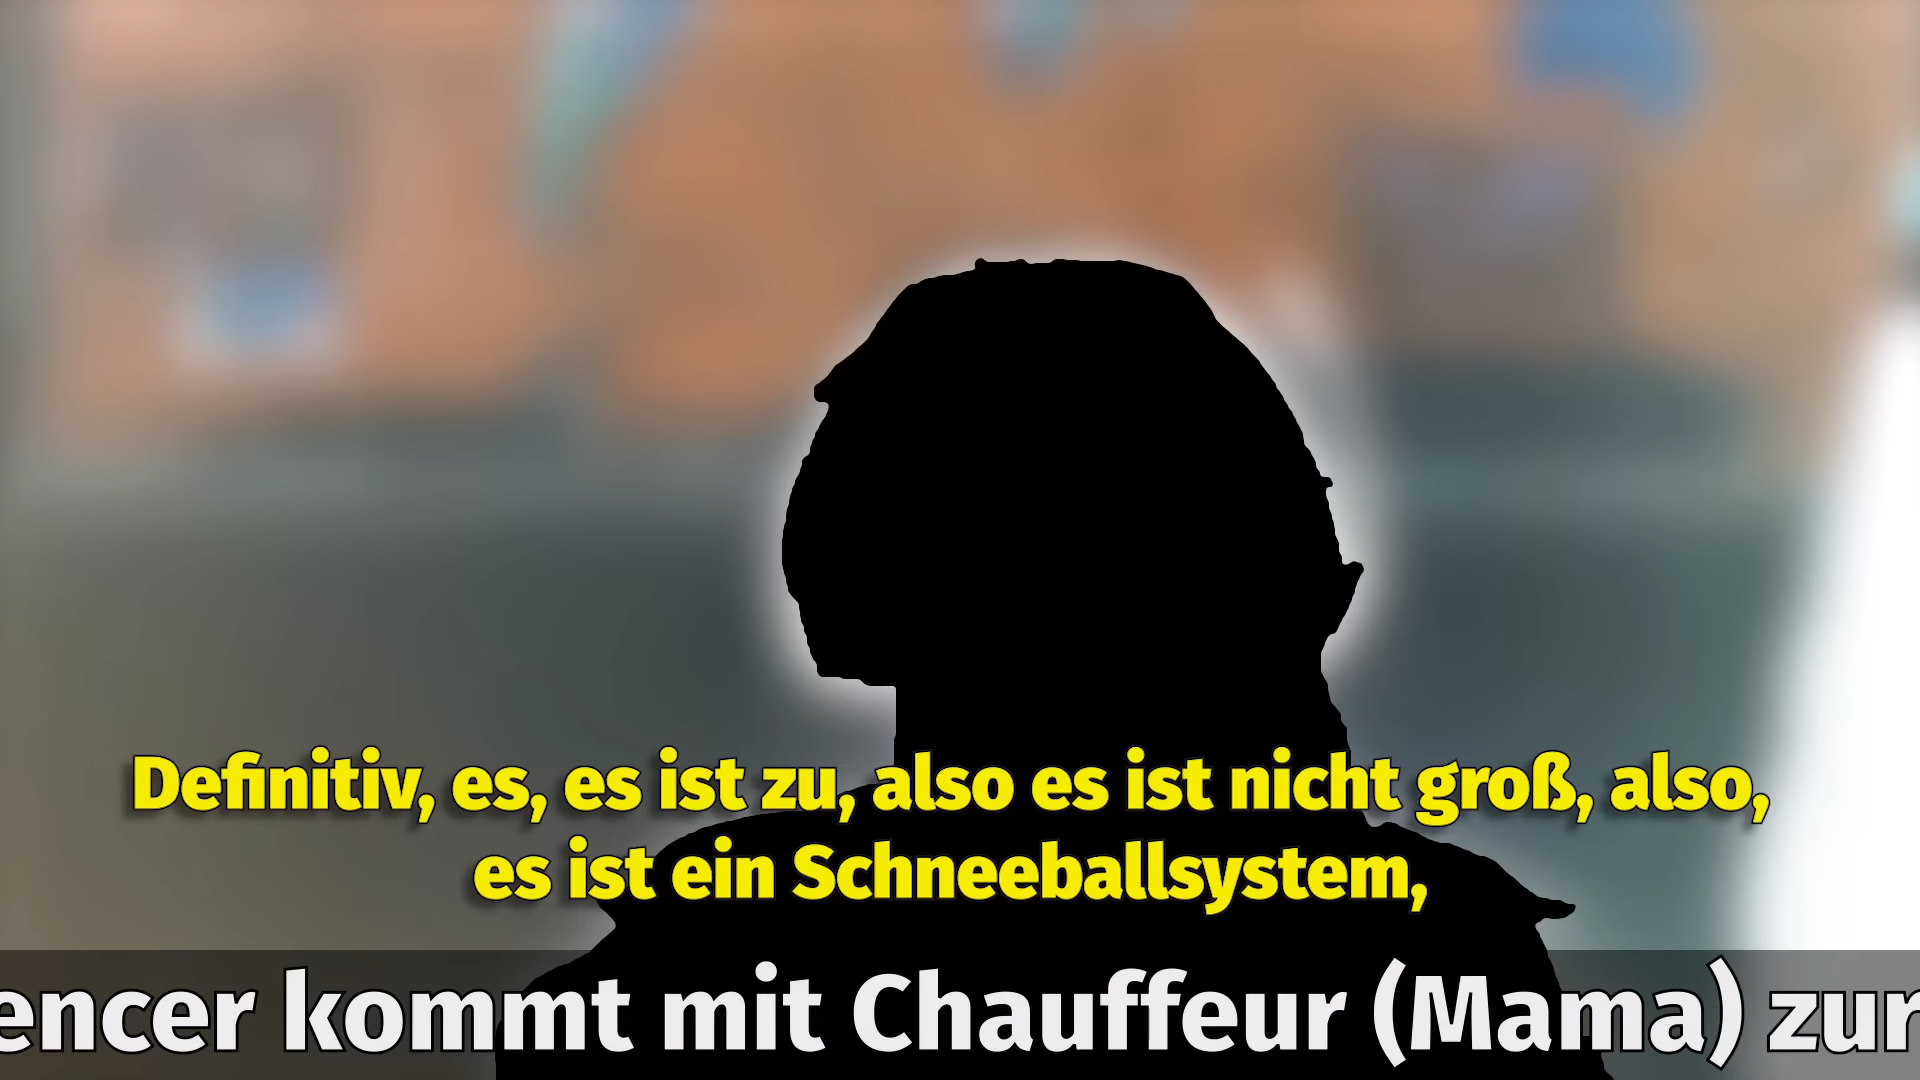 Definitiv, es, es ist zu, also es ist nicht groß, also,
es ist ein Schneeballsystem,
encer kommt mit Chauffeur (Mama) zur